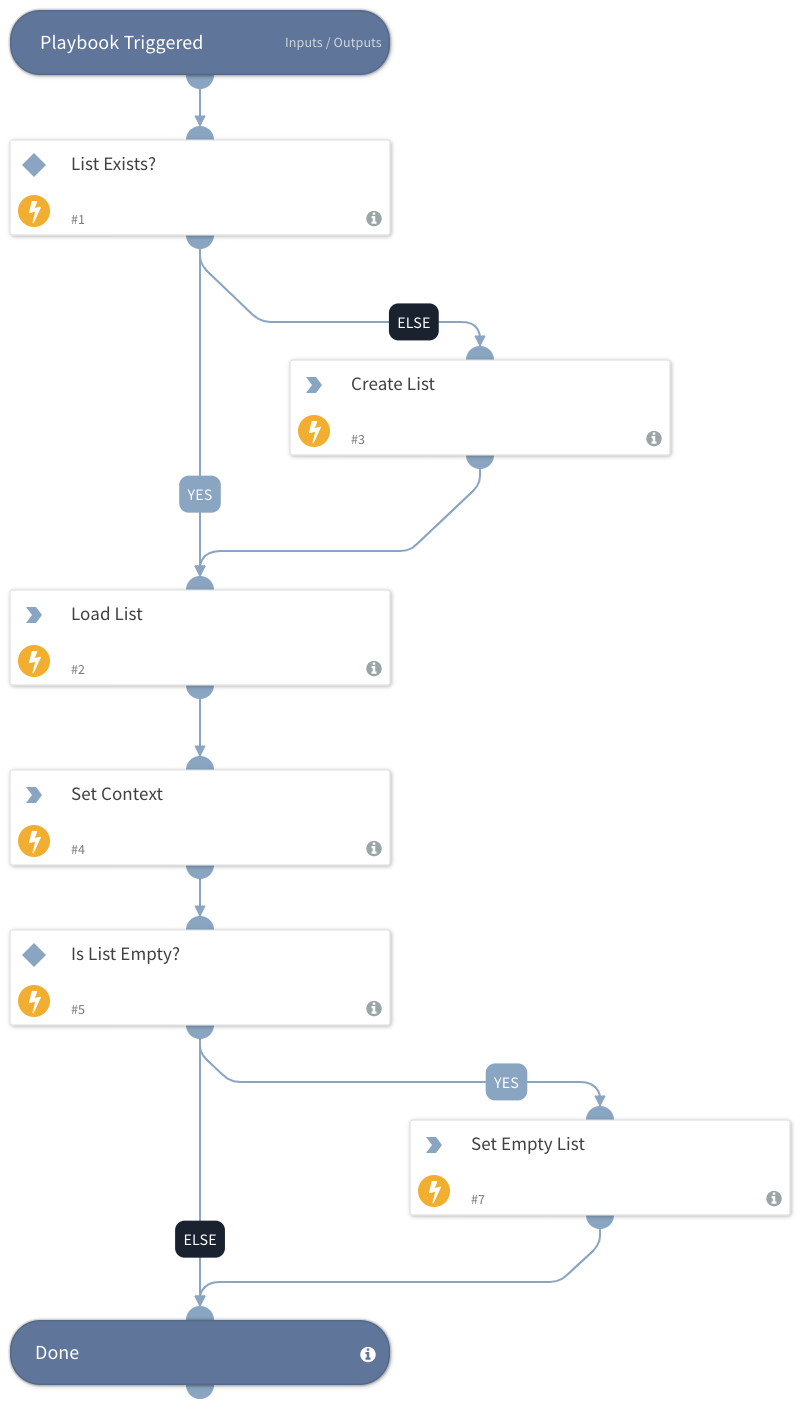 Playbook Triggered
Inputs / Outputs
List Exists?
#1
ELSE
Create List
#3
YES
Load List
#2
Set Context
#4
Is List Empty?
#5
YES
Set Empty List
#7
ELSE
Done